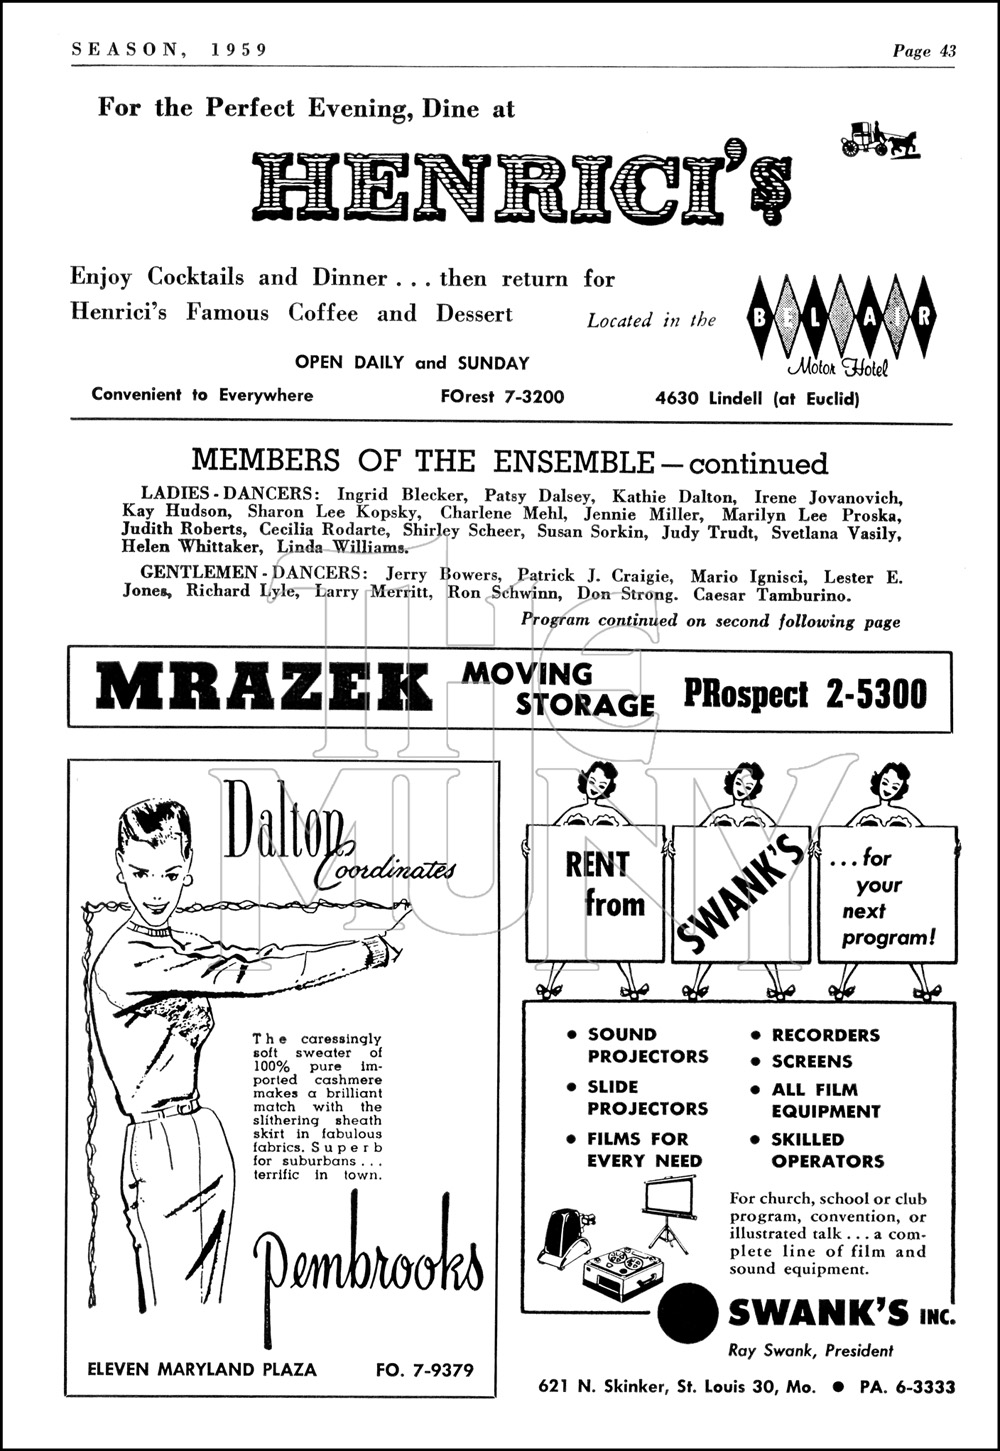 SEASON, 1959
Page 43
For the Perfect Evening, Dine at
HENRICI's
Enjoy Cocktails and Dinner . . . then return for
Henrici's Famous Coffee and Dessert
Located in the
BEL AIR
Motor Hotel
OPEN DAILY and SUNDAY
Convenient to Everywhere
FOrest 7-3200
4630 Lindell (at Euclid)
MEMBERS OF THE ENSEMBLE — continued
LADIES - DANCERS: Ingrid Blecker, Patsy Dalsey, Kathie Dalton, Irene Jovanovich,
Kay Hudson, Sharon Lee Kopsky, Charlene Mehl, Jennie Miller, Marilyn Lee Proska,
Judith Roberts, Cecilia Rodarte, Shirley Scheer, Susan Sorkin, Judy Trudt, Svetlana Vasily,
Helen Whittaker, Linda Williams.
GENTLEMEN - DANCERS: Jerry Bowers, Patrick J. Craigie, Mario Ignisci, Lester E.
Jones, Richard Lyle, Larry Merritt, Ron Schwinn, Don Strong. Caesar Tamburino.
Program continued on second following page
MRAZEK
MOVING
STORAGE
PRospect 2-5300
THE
MUNY
Dalton
Coordinates
The caressingly
soft sweater of
100% pure im-
ported cashmere
makes a brilliant
match with the
slithering sheath
skirt in fabulous
fabrics. Superb
for suburbans . . .
terrific in town.
Pembrooks
ELEVEN MARYLAND PLAZA
FO. 7-9379
RENT
from
SWANK'S
. . . for
your
next
program!
• SOUND
PROJECTORS
• SLIDE
PROJECTORS
• FILMS FOR
EVERY NEED
• RECORDERS
• SCREENS
• ALL FILM
EQUIPMENT
• SKILLED
OPERATORS
For church, school or club
program, convention, or
illustrated talk . . . a com-
plete line of film and
sound equipment.
SWANK'S INC.
Ray Swank, President
621 N. Skinker, St. Louis 30, Mo. • PA. 6-3333